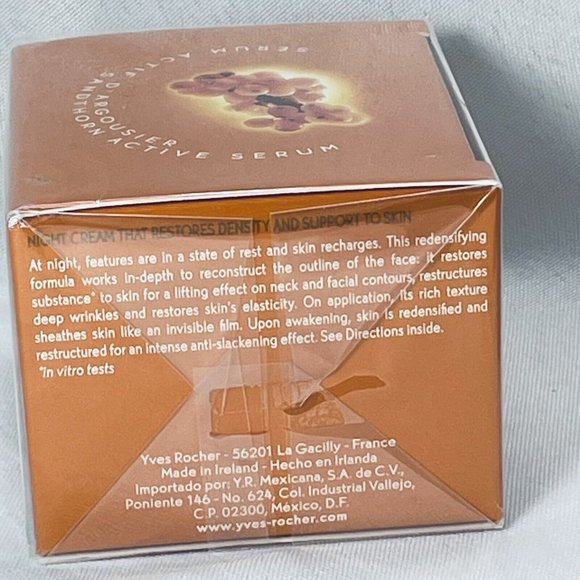 SERUM ACTIF D'ARGOUSIER
SANDTHORN ACTIVE SERUM
NIGHT CREAM THAT RESTORES DENSITY AND SUPPORT TO SKIN
At night, features are in a state of rest and skin recharges. This redensifying
formula works in-depth to reconstruct the outline of the face: it restores
substance* to skin for a lifting effect on neck and facial contours, restructures
deep wrinkles and restores skin's elasticity. On application, its rich texture
sheathes skin like an invisible film. Upon awakening, skin is redensified and
restructured for an intense anti-slackening effect. See Directions inside.
*In vitro tests
Yves Rocher - 56201 La Gacilly - France
Made in Ireland - Hecho en Irlanda
Importado por: Y.R. Mexicana, S.A. de C.V.,
Poniente 146 - No. 624, Col. Industrial Vallejo,
C.P. 02300, México, D.F.
www.yves-rocher.com